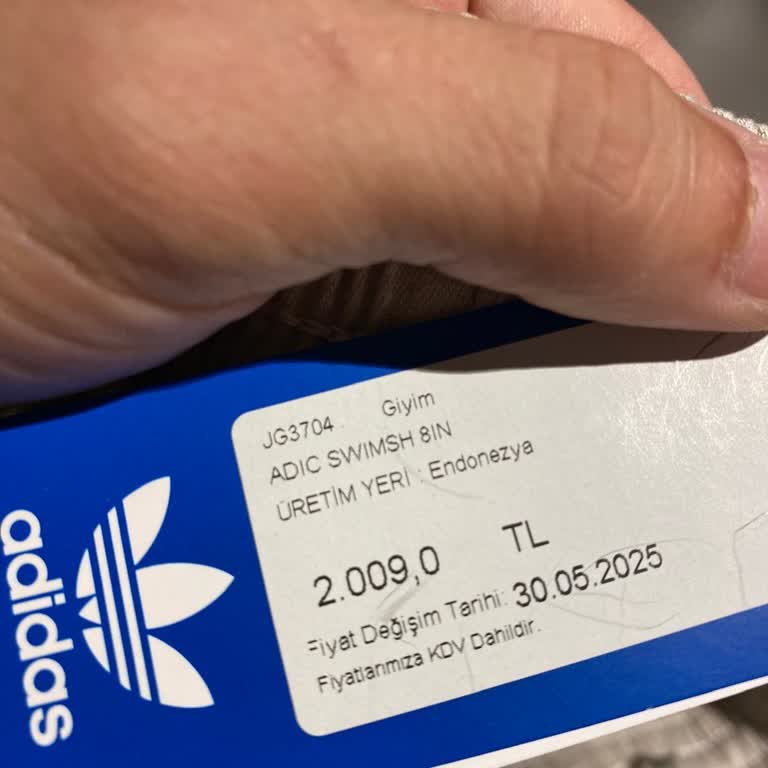 JG3704 Giyim
ADIC SWIMSH 8IN
ÜRETİM YERİ : Endonezya
2.009,0 TL
Fiyat Değişim Tarihi: 30.05.2025
Fiyatlarımıza KDV Dahildir.
adidas